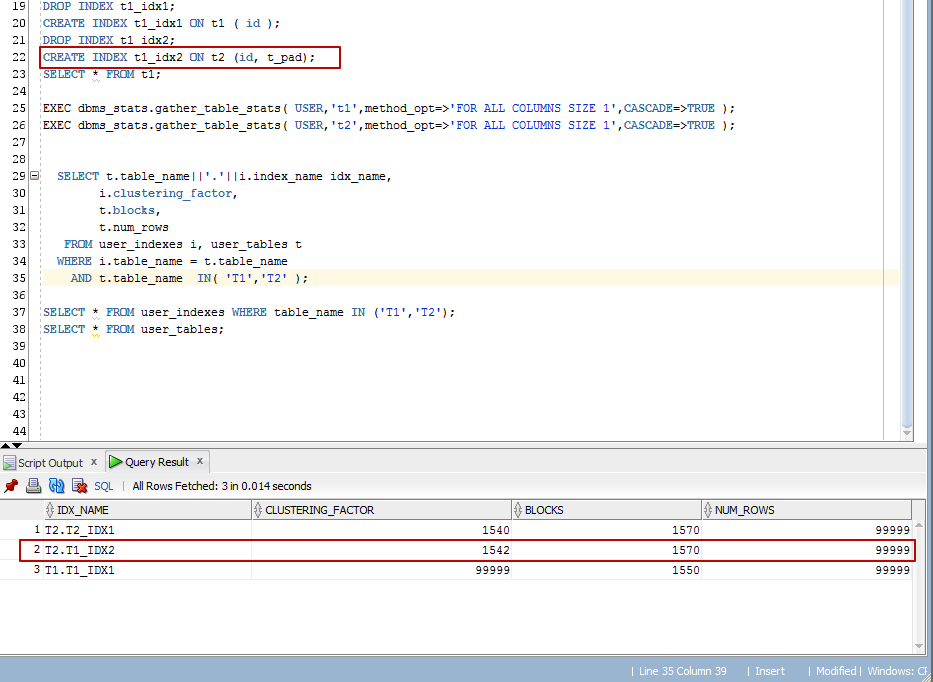 19 DROP INDEX t1_idx1;
20 CREATE INDEX t1_idx1 ON t1 ( id );
21 DROP INDEX t1_idx2;
22 CREATE INDEX t1_idx2 ON t2 (id, t_pad);
23 SELECT * FROM t1;
24
25 EXEC dbms_stats.gather_table_stats( USER,'t1',method_opt=>'FOR ALL COLUMNS SIZE 1',CASCADE=>TRUE );
26 EXEC dbms_stats.gather_table_stats( USER,'t2',method_opt=>'FOR ALL COLUMNS SIZE 1',CASCADE=>TRUE );
27
28
29 SELECT t.table_name||'.'||i.index_name idx_name,
30 i.clustering_factor,
31 t.blocks,
32 t.num_rows
33 FROM user_indexes i, user_tables t
34 WHERE i.table_name = t.table_name
35 AND t.table_name IN( 'T1','T2' );
36
37 SELECT * FROM user_indexes WHERE table_name IN ('T1','T2');
38 SELECT * FROM user_tables;
39
40
41
42
43
44
Script Output x Query Result x
SQL | All Rows Fetched: 3 in 0.014 seconds
IDX_NAME CLUSTERING_FACTOR BLOCKS NUM_ROWS
1 T2.T2_IDX1 1540 1570 99999
2 T2.T1_IDX2 1542 1570 99999
3 T1.T1_IDX1 99999 1550 99999
| Line 35 Column 39 | Insert | Modified | Windows: